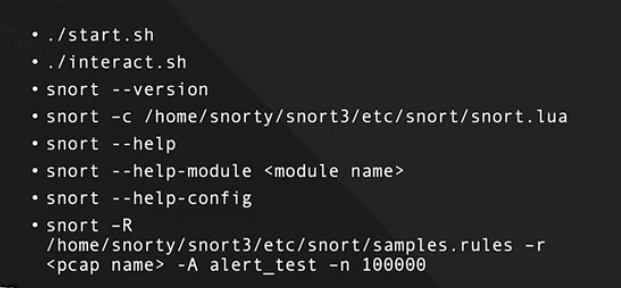 • ./start.sh
• ./interact.sh
• snort --version
• snort –c /home/snorty/snort3/etc/snort/snort.lua
• snort --help
• snort --help-module <module name>
• snort --help-config
• snort –R
/home/snorty/snort3/etc/snort/samples.rules –r
<pcap name> -A alert_test –n 100000